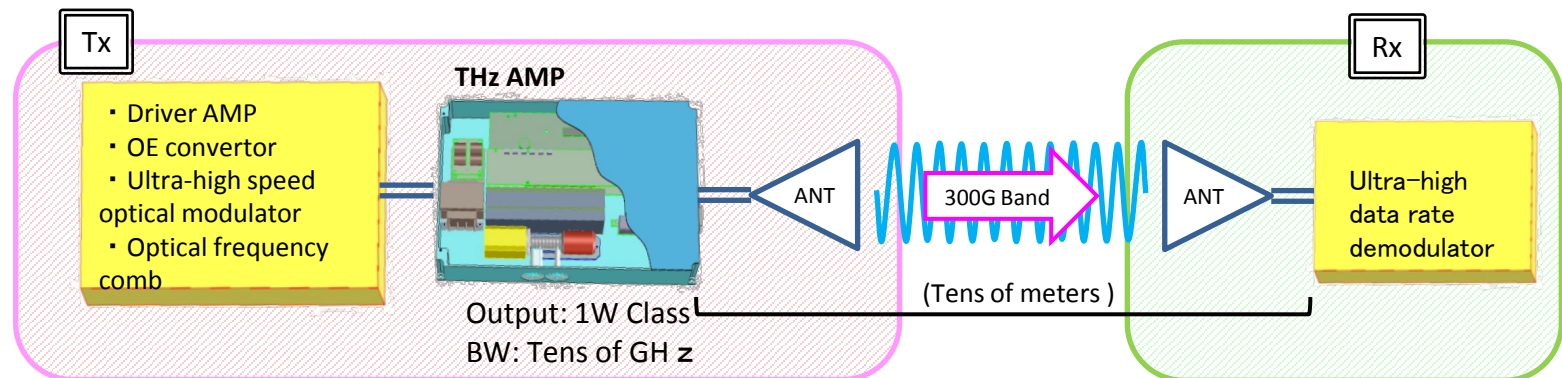 Tx
・Driver AMP
・OE convertor
・Ultra-high speed
optical modulator
・Optical frequency
comb
THz AMP
Output: 1W Class
BW: Tens of GH z
ANT
300G Band
(Tens of meters )
ANT
Rx
Ultra-high
data rate
demodulator